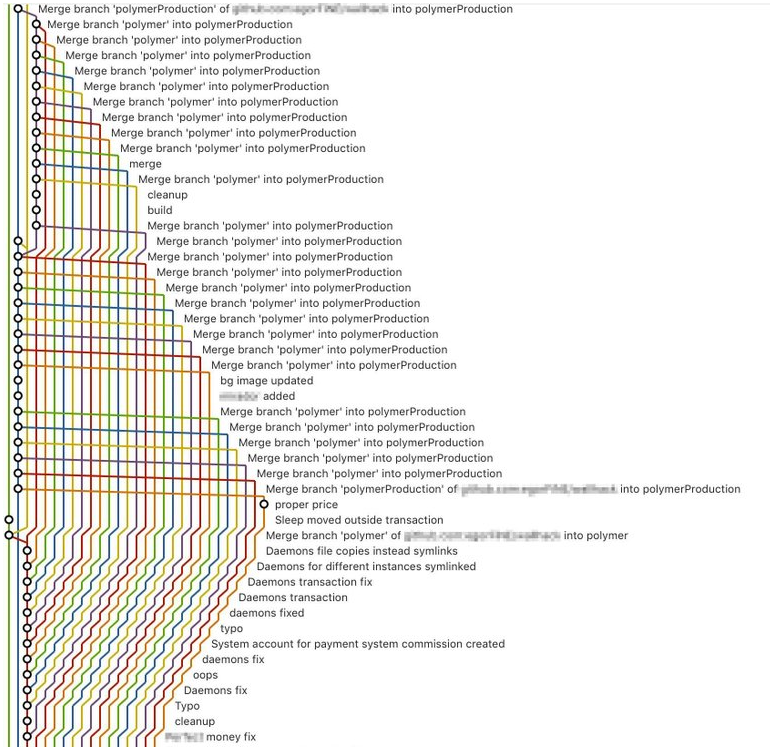 Merge branch 'polymerProduction' of into polymerProduction
Merge branch 'polymer' into polymerProduction
Merge branch 'polymer' into polymerProduction
Merge branch 'polymer' into polymerProduction
Merge branch 'polymer' into polymerProduction
Merge branch 'polymer' into polymerProduction
Merge branch 'polymer' into polymerProduction
Merge branch 'polymer' into polymerProduction
Merge branch 'polymer' into polymerProduction
Merge branch 'polymer' into polymerProduction
merge
Merge branch 'polymer' into polymerProduction
cleanup
build
Merge branch 'polymer' into polymerProduction
Merge branch 'polymer' into polymerProduction
Merge branch 'polymer' into polymerProduction
Merge branch 'polymer' into polymerProduction
Merge branch 'polymer' into polymerProduction
Merge branch 'polymer' into polymerProduction
Merge branch 'polymer' into polymerProduction
Merge branch 'polymer' into polymerProduction
Merge branch 'polymer' into polymerProduction
Merge branch 'polymer' into polymerProduction
bg image updated
added
Merge branch 'polymer' into polymerProduction
Merge branch 'polymer' into polymerProduction
Merge branch 'polymer' into polymerProduction
Merge branch 'polymer' into polymerProduction
Merge branch 'polymer' into polymerProduction
Merge branch 'polymerProduction' of into polymerProduction
proper price
Sleep moved outside transaction
Merge branch 'polymer' of into polymer
Daemons file copies instead symlinks
Daemons for different instances symlinked
Daemons transaction fix
Daemons transaction
daemons fixed
typo
System account for payment system commission created
daemons fix
oops
Daemons fix
Typo
cleanup
money fix